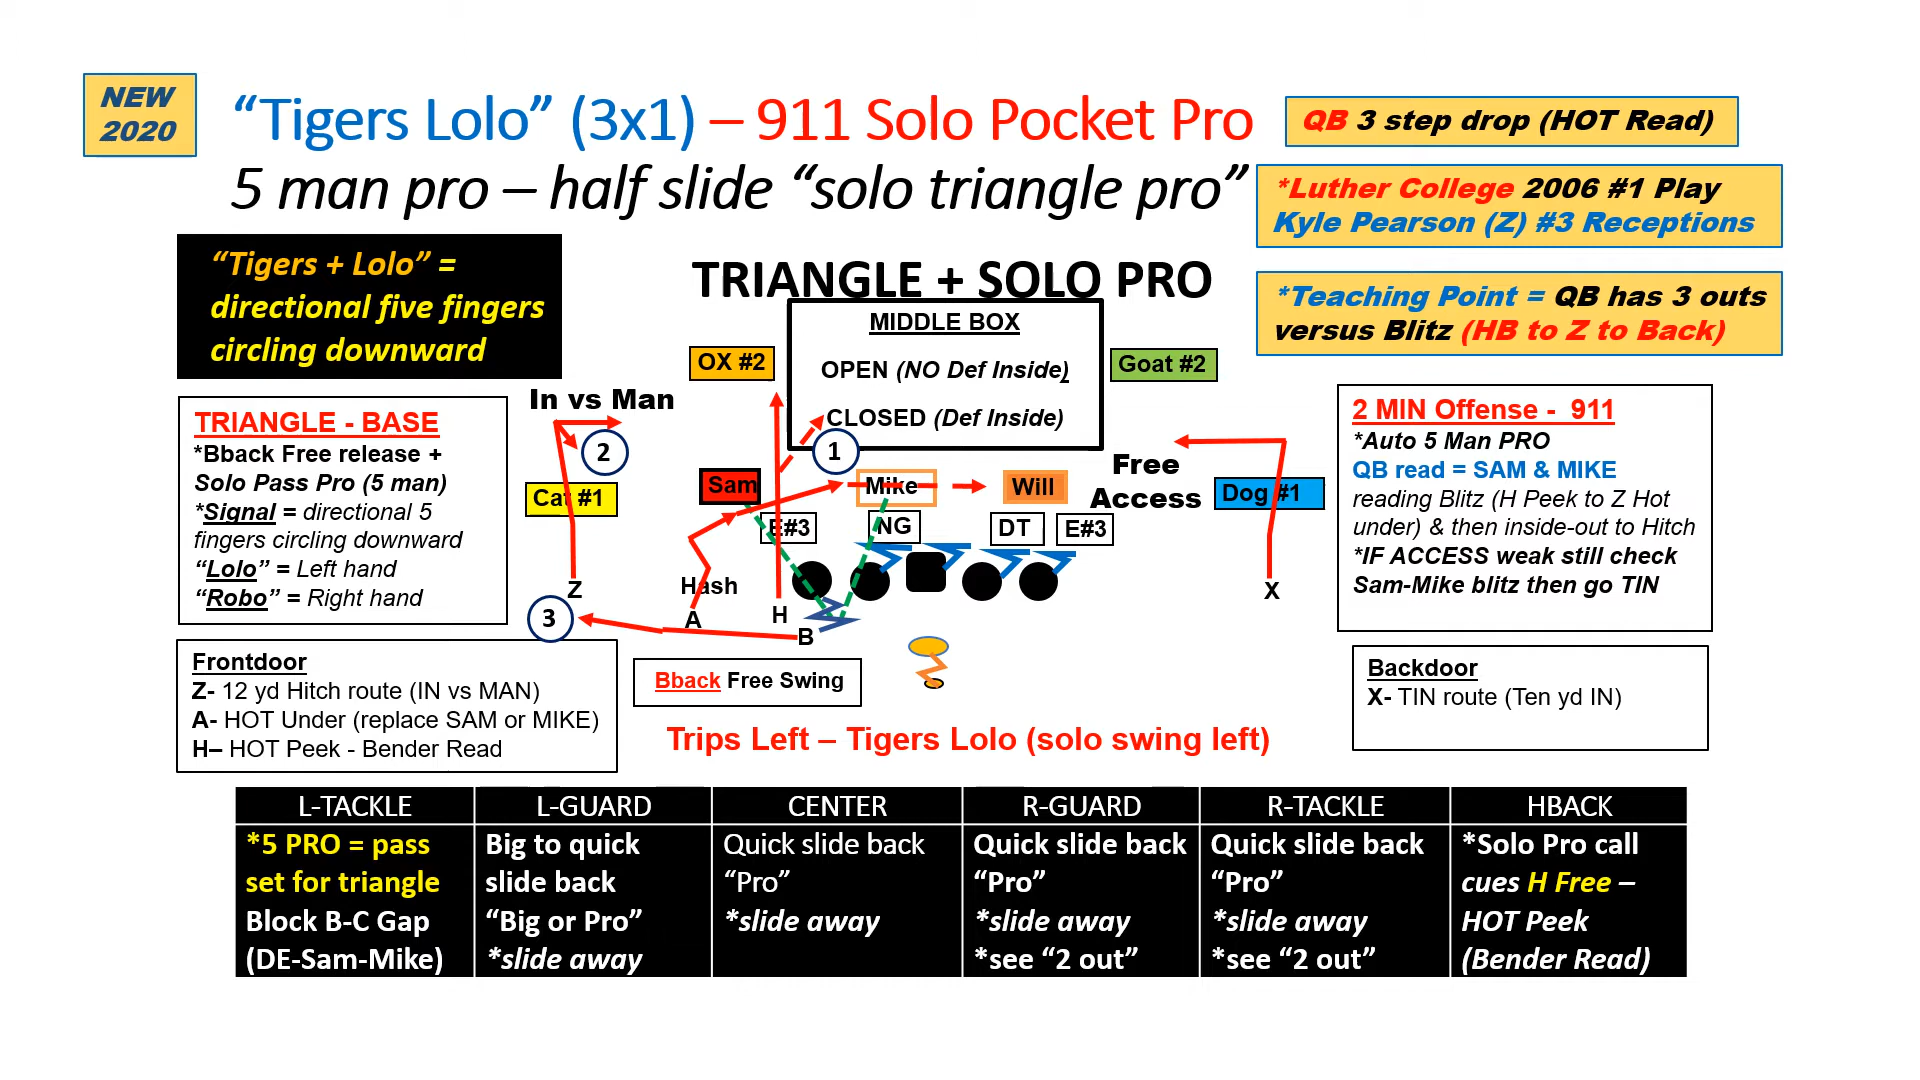 NEW
2020
“Tigers Lolo” (3x1) – 911 Solo Pocket Pro
5 man pro – half slide “solo triangle pro”
QB 3 step drop (HOT Read)
*Luther College 2006 #1 Play
Kyle Pearson (Z) #3 Receptions
*Teaching Point = QB has 3 outs
versus Blitz (HB to Z to Back)
“Tigers + Lolo” =
directional five fingers
circling downward
TRIANGLE + SOLO PRO
MIDDLE BOX
OPEN (NO Def Inside)
CLOSED (Def Inside)
OX #2
Goat #2
In vs Man
2
1
Cat #1
Sam
Mike
Will
Free
Access
Dog #1
E#3
NG
DT
E#3
Hash
Z
A
H
B
X
3
TRIANGLE - BASE
*Bback Free release +
Solo Pass Pro (5 man)
*Signal = directional 5
fingers circling downward
“Lolo” = Left hand
“Robo” = Right hand
2 MIN Offense - 911
*Auto 5 Man PRO
QB read = SAM & MIKE
reading Blitz (H Peek to Z Hot
under) & then inside-out to Hitch
*IF ACCESS weak still check
Sam-Mike blitz then go TIN
Frontdoor
Z- 12 yd Hitch route (IN vs MAN)
A- HOT Under (replace SAM or MIKE)
H– HOT Peek - Bender Read
Bback Free Swing
Backdoor
X- TIN route (Ten yd IN)
Trips Left – Tigers Lolo (solo swing left)
L-TACKLE
*5 PRO = pass
set for triangle
Block B-C Gap
(DE-Sam-Mike)
L-GUARD
Big to quick
slide back
“Big or Pro”
*slide away
CENTER
Quick slide back
“Pro”
*slide away
R-GUARD
Quick slide back
“Pro”
*slide away
*see “2 out”
R-TACKLE
Quick slide back
“Pro”
*slide away
*see “2 out”
HBACK
*Solo Pro call
cues H Free –
HOT Peek
(Bender Read)